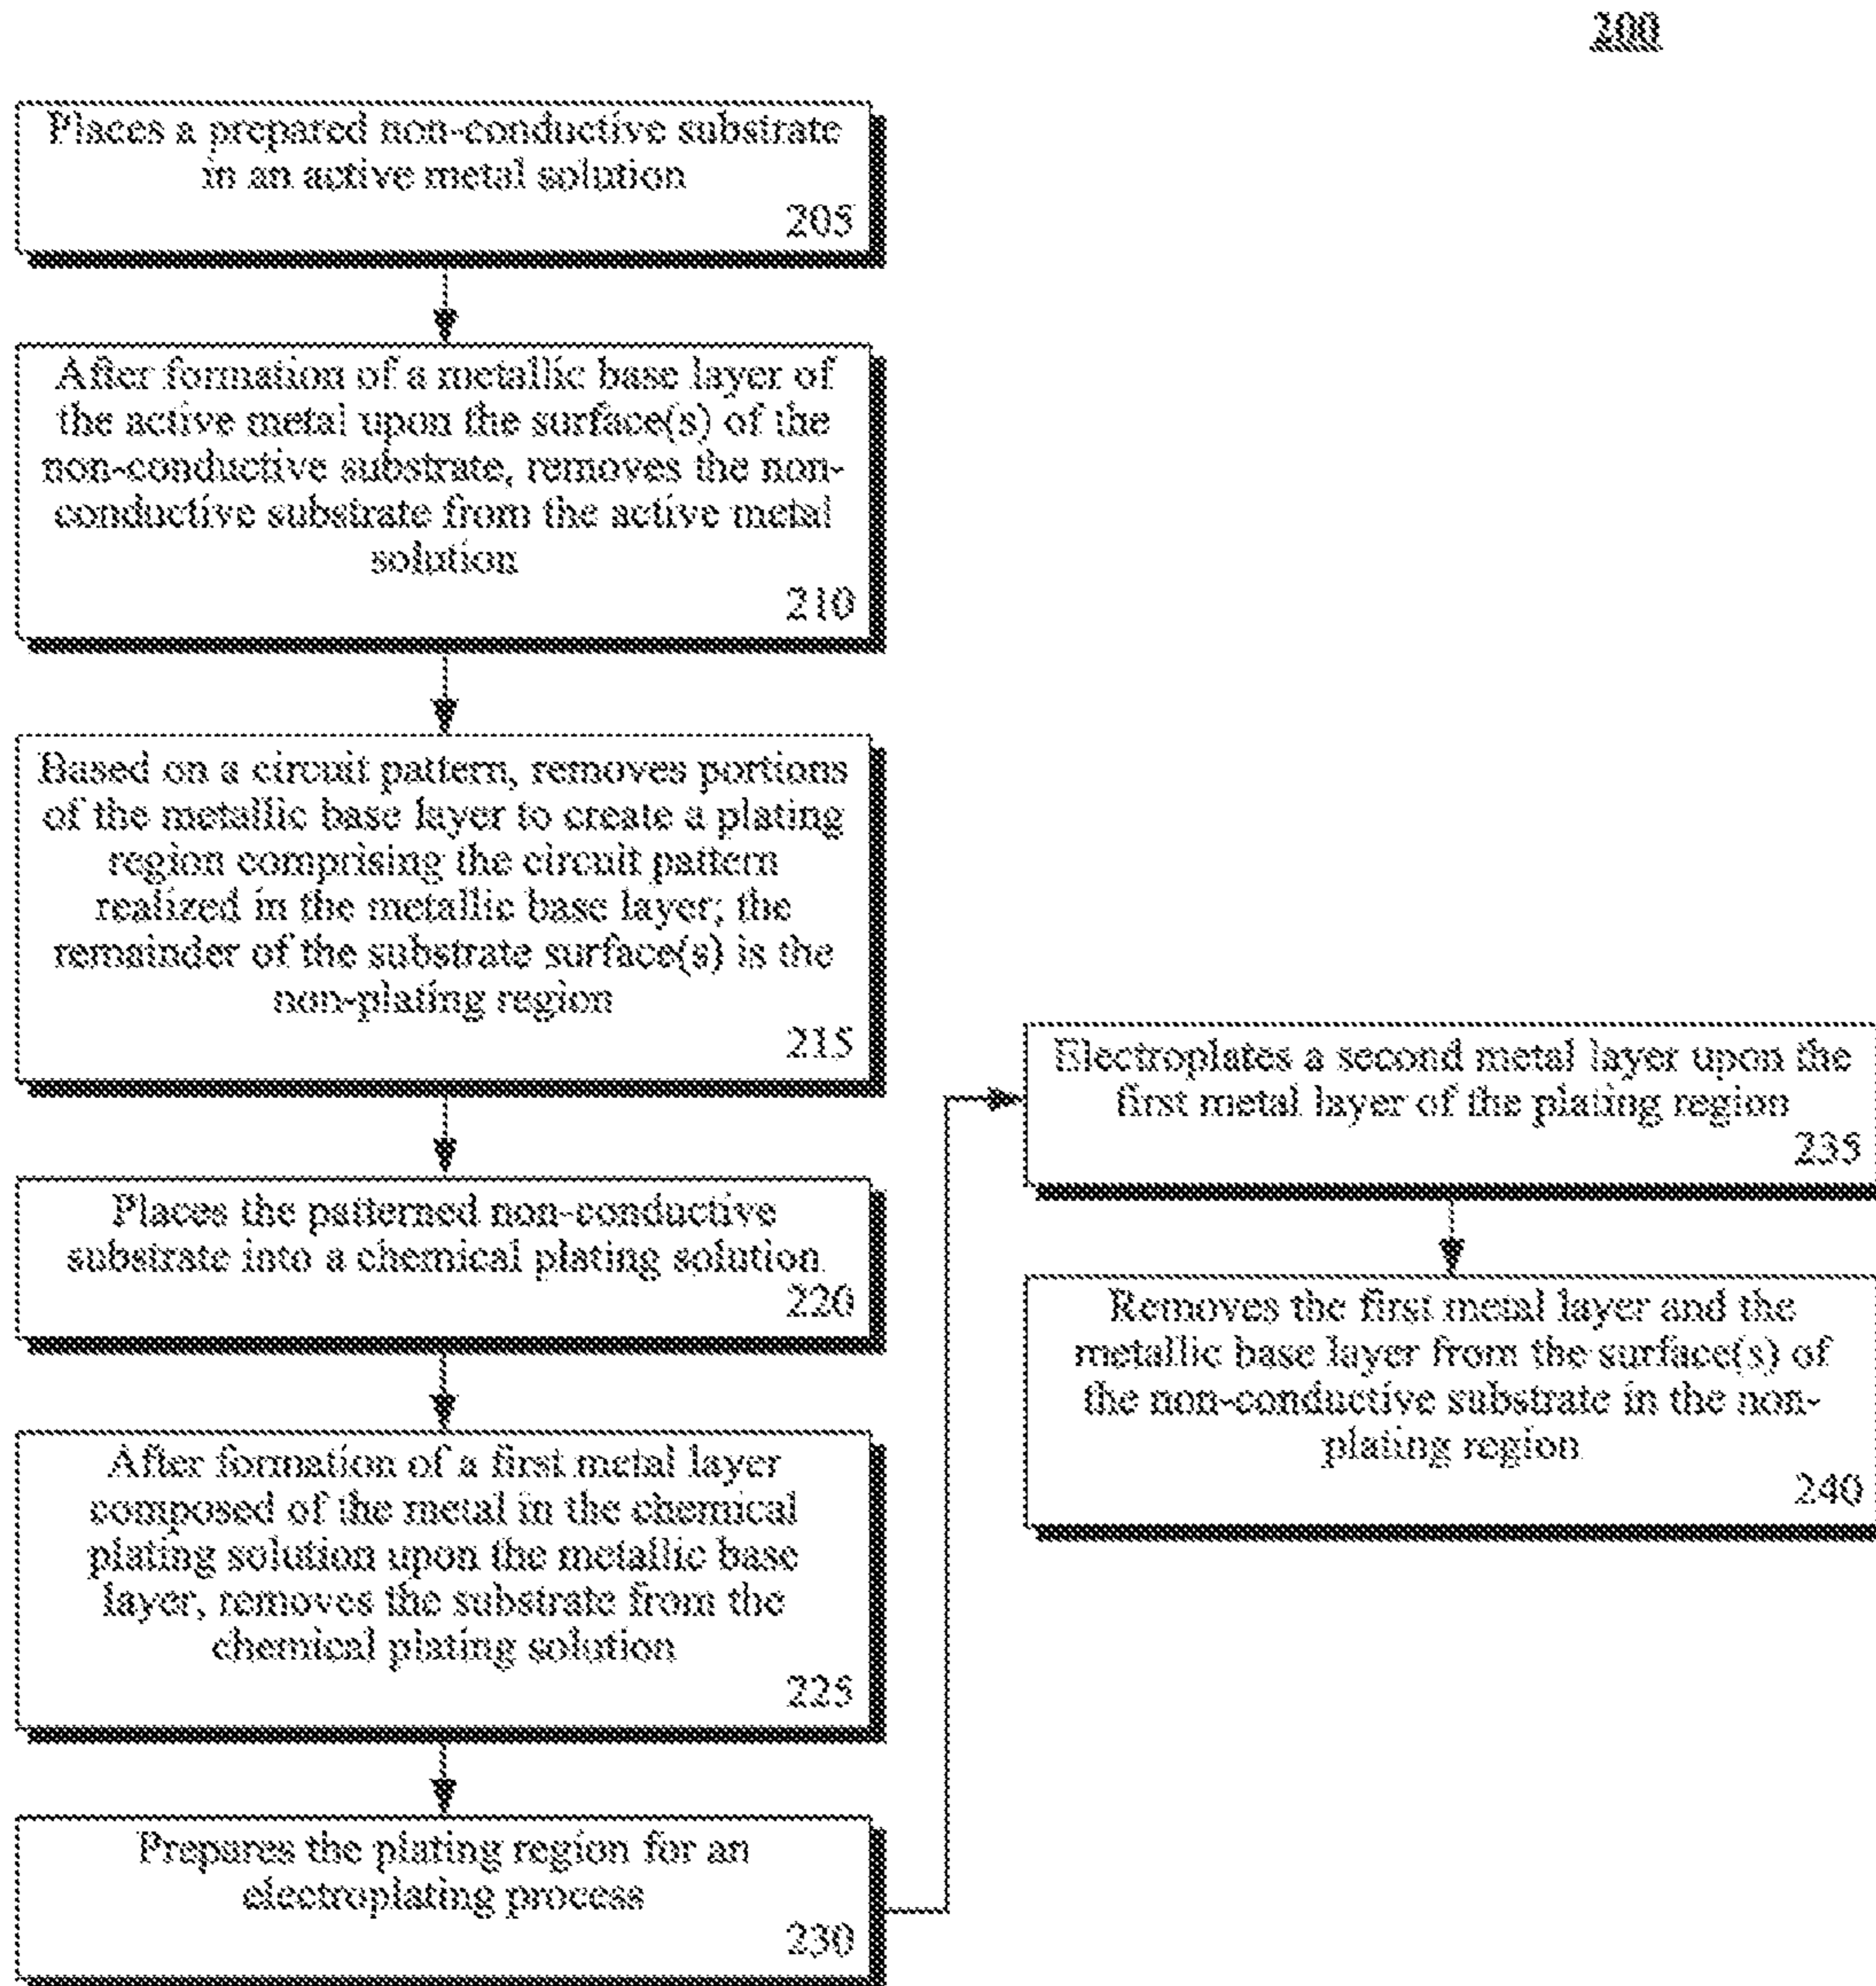 200
Places a prepared non-conductive substrate
in an active metal solution
205
After formation of a metallic base layer of
the active metal upon the surface(s) of the
non-conductive substrate, removes the non-
conductive substrate from the active metal
solution
210
Based on a circuit pattern, removes portions
of the metallic base layer to create a plating
region comprising the circuit pattern
realized in the metallic base layer; the
remainder of the substrate surface(s) is the
non-plating region
215
Places the patterned non-conductive
substrate into a chemical plating solution
220
After formation of a first metal layer
composed of the metal in the chemical
plating solution upon the metallic base
layer, removes the substrate from the
chemical plating solution
225
Prepares the plating region for an
electroplating process
230
Electroplates a second metal layer upon the
first metal layer of the plating region
235
Removes the first metal layer and the
metallic base layer from the surface(s) of
the non-conductive substrate in the non-
plating region
240